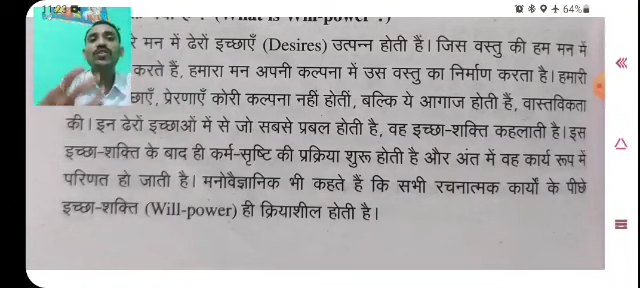 11:23
64%
(What is Will-power ?)
रे मन में ढेरों इच्छाएँ (Desires) उत्पन्न होती हैं। जिस वस्तु की हम मन में
करते हैं, हमारा मन अपनी कल्पना में उस वस्तु का निर्माण करता है। हमारी
छाएँ, प्रेरणाएँ कोरी कल्पना नहीं होतीं, बल्कि ये आगाज होती हैं, वास्तविकता
की। इन ढेरों इच्छाओं में से जो सबसे प्रबल होती है, वह इच्छा-शक्ति कहलाती है। इस
इच्छा-शक्ति के बाद ही कर्म-सृष्टि की प्रक्रिया शुरू होती है और अंत में वह कार्य रूप में
परिणत हो जाती है। मनोवैज्ञानिक भी कहते हैं कि सभी रचनात्मक कार्यों के पीछे
इच्छा-शक्ति (Will-power) ही क्रियाशील होती है।